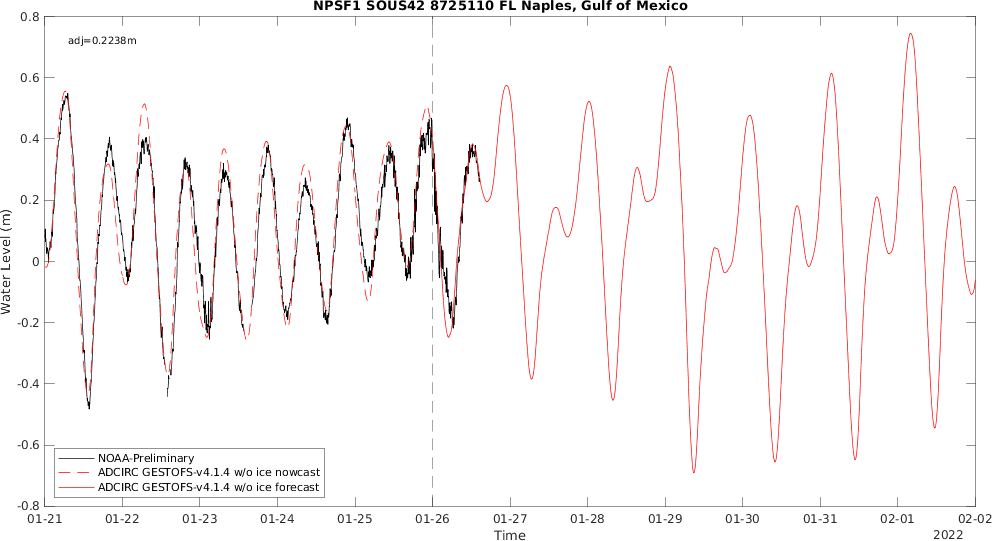 NPSF1 SOUS42 8725110 FL Naples, Gulf of Mexico
adj=0.2238m
0.8
0.6
0.4
0.2
0
-0.2
-0.4
-0.6
-0.8
Water Level (m)
NOAA-Preliminary
ADCIRC GESTOFS-v4.1.4 w/o ice nowcast
ADCIRC GESTOFS-v4.1.4 w/o ice forecast
01-21 01-22 01-23 01-24 01-25 01-26 01-27 01-28 01-29 01-30 01-31 02-01 02-02
Time
2022